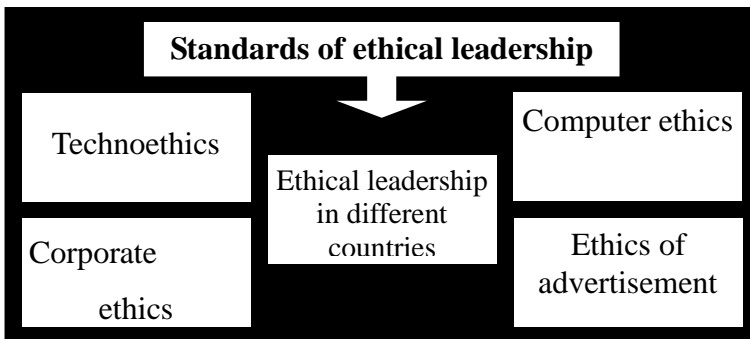 Standards of ethical leadership
Technoethics
Computer ethics
Ethical leadership
in different
countries
Corporate
ethics
Ethics of
advertisement